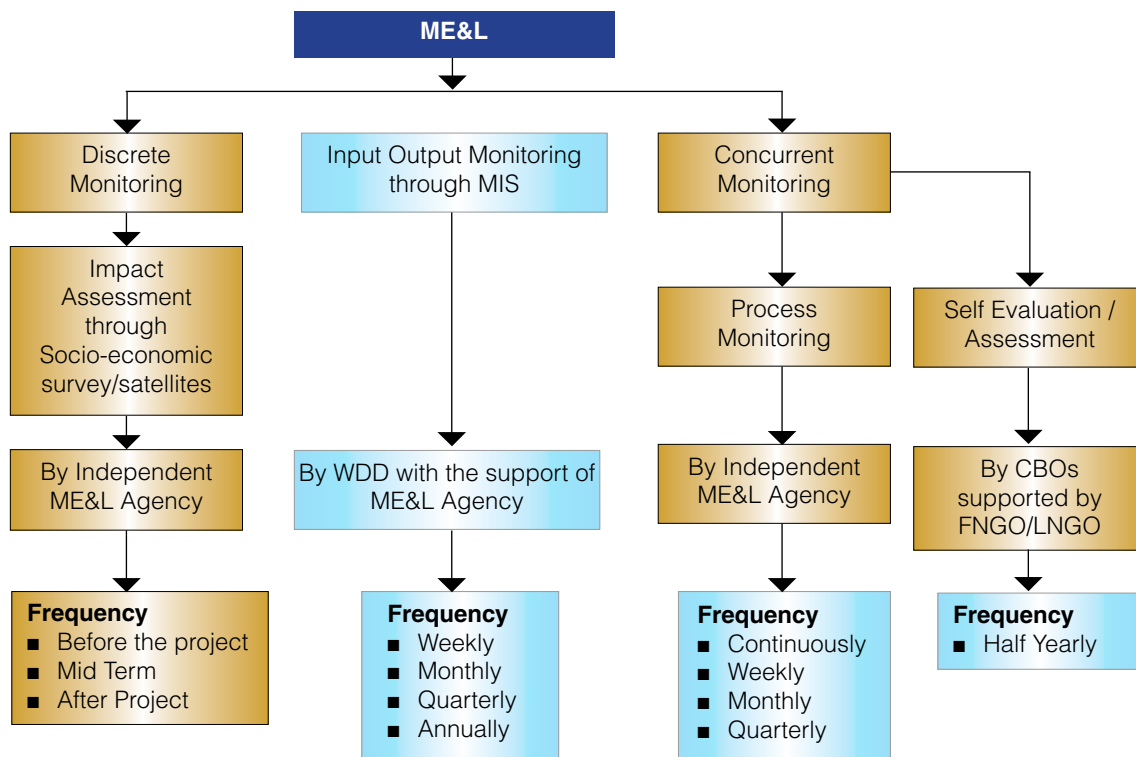 ME&L
Discrete
Monitoring
Input Output Monitoring
through MIS
Concurrent
Monitoring
Impact
Assessment
through
Socio-economic
survey/satellites
Process
Monitoring
Self Evaluation /
Assessment
By Independent
ME&L Agency
By WDD with the support of
ME&L Agency
By Independent
ME&L Agency
By CBOs
supported by
FNGO/LNGO
Frequency
■ Before the project
■ Mid Term
■ After Project
Frequency
■ Weekly
■ Monthly
■ Quarterly
■ Annually
Frequency
■ Continuously
■ Weekly
■ Monthly
■ Quarterly
Frequency
■ Half Yearly